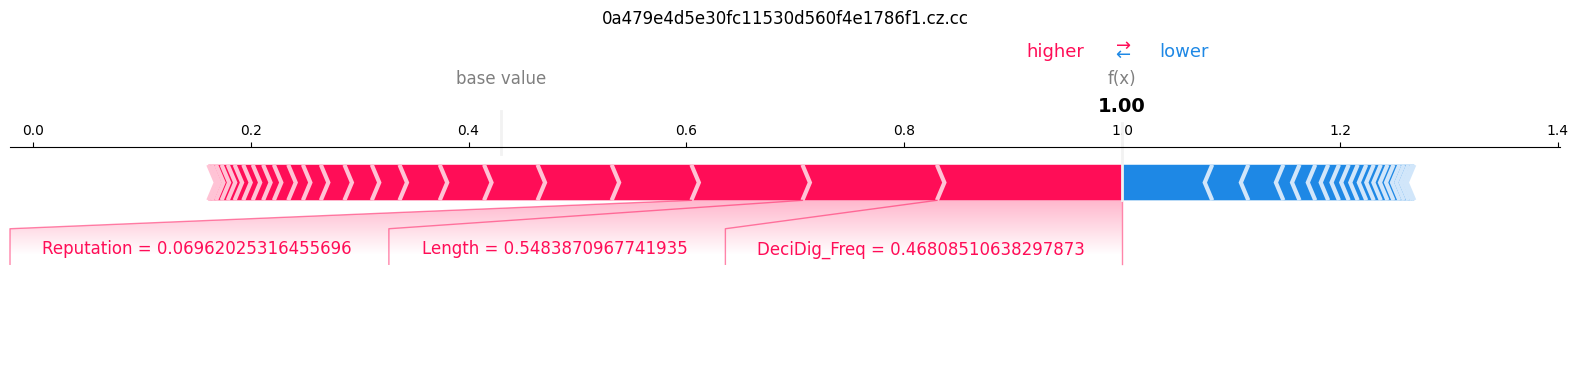 0a479e4d5e30fc11530d560f4e1786f1.cz.cc
higher ⇄ lower
base value f(x)
1.00
0.0 0.2 0.4 0.6 0.8 1.0 1.2 1.4
Reputation = 0.06962025316455696 Length = 0.5483870967741935 DeciDig_Freq = 0.46808510638297873